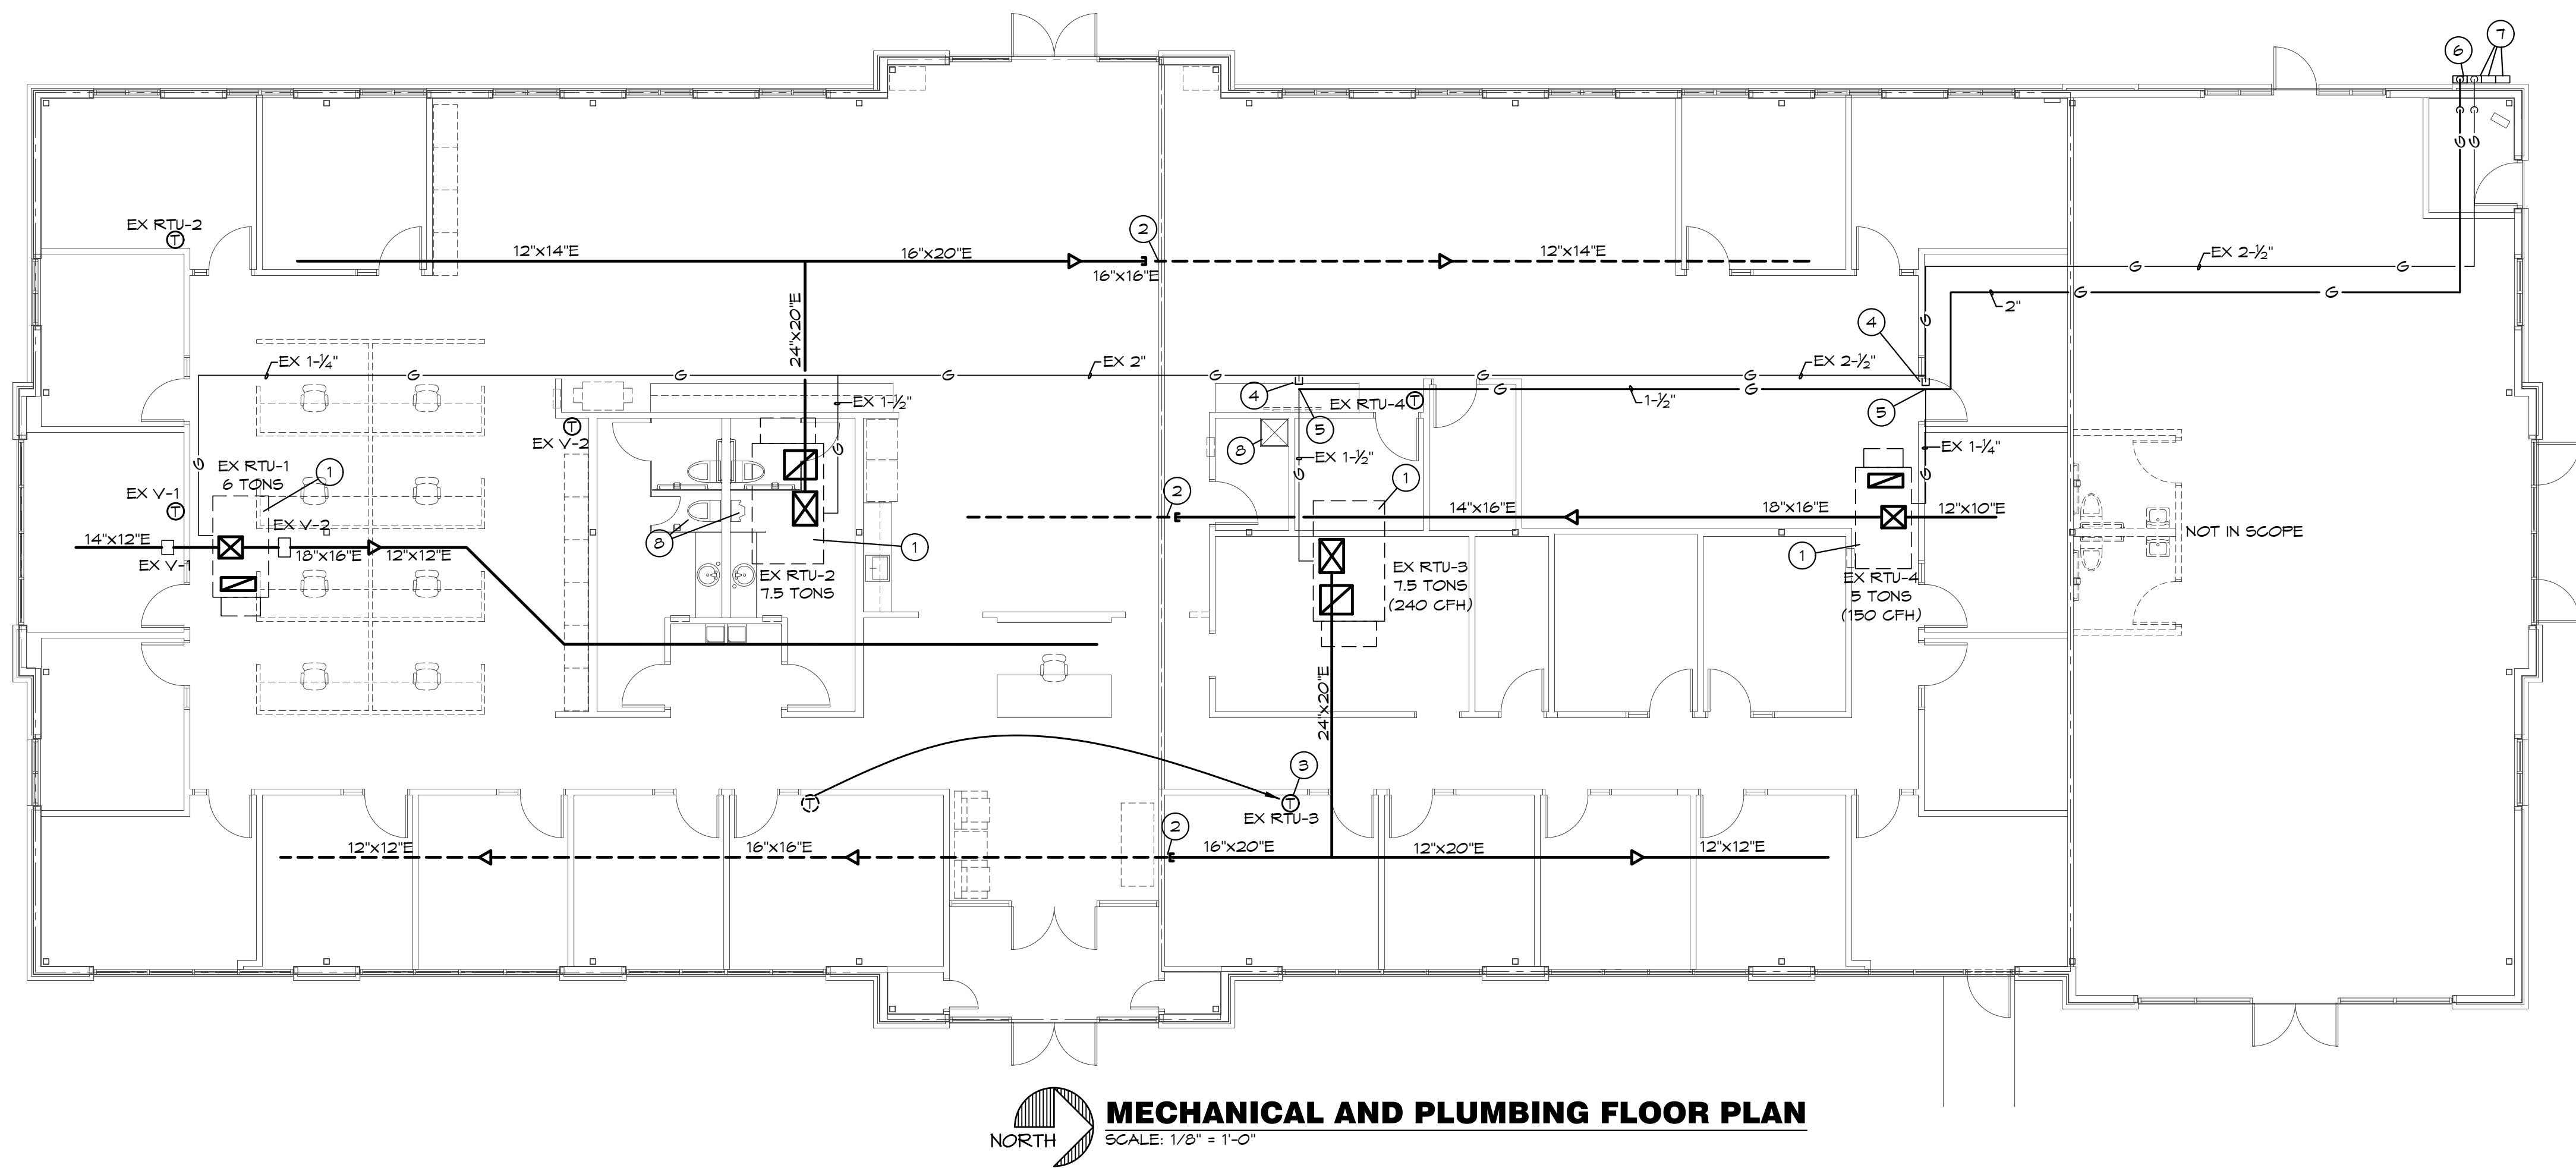 6
7
EX RTU-2
T
2
12"x14"E
16"x20"E
16"x16"E
12"x14"E
EX 2-½"
G
G
G
G
2"
G
G
24"x20"E
4
G
EX 1-¼"
EX 2"
EX 2-½"
G
G
G
G
G
G
4
EX 1-½"
EX RTU-4
T
G
1-½"
G
5
5
T
EX V-2
G
8
EX 1-½"
G
EX 1-¼"
G
G
EX RTU-1
6 TONS
1
1
EX V-1
T
EX V-2
2
14"x16"E
18"x16"E
12"x10"E
NOT IN SCOPE
14"x12"E
EX V-1
18"x16"E
12"x12"E
8
1
1
EX RTU-2
7.5 TONS
EX RTU-3
7.5 TONS
(240 CFH)
EX RTU-4
5 TONS
(150 CFH)
24"x20"E
3
T
T
EX RTU-3
2
12"x12"E
16"x16"E
16"x20"E
12"x20"E
12"x12"E
MECHANICAL AND PLUMBING FLOOR PLAN
NORTH
SCALE: 1/8" = 1'-0"